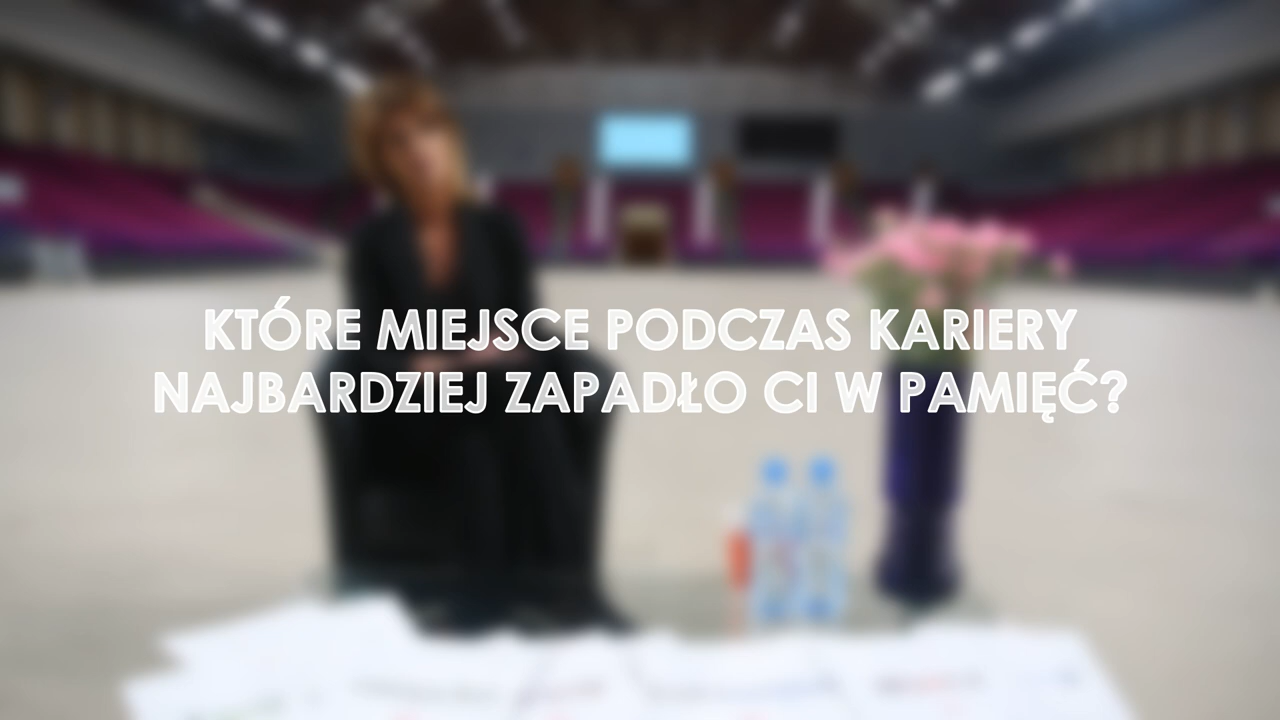 KTÓRE MIEJSCE PODCZAS KARIERY
NAJBARDZIEJ ZAPADŁO CI W PAMIĘĆ?